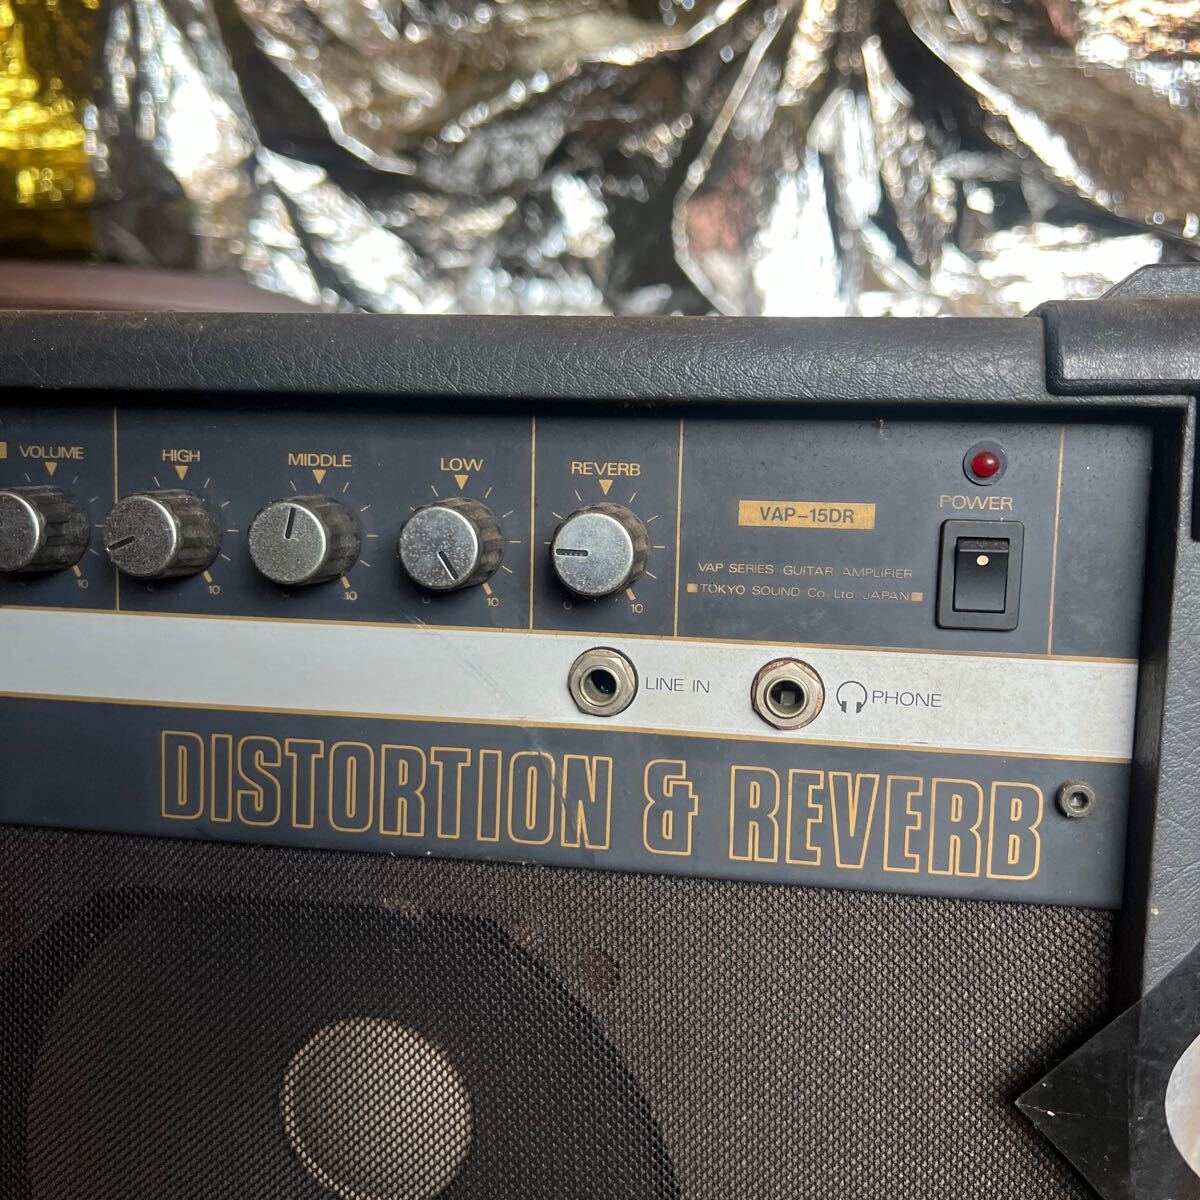 VOLUME
HIGH
MIDDLE
LOW
REVERB
POWER
VAP-15DR
VAP SERIES GUITAR AMPLIFIER
TOKYO SOUND Co. Ltd. JAPAN
10
0
10
0
10
0
10
0
10
LINE IN
PHONE
DISTORTION & REVERB